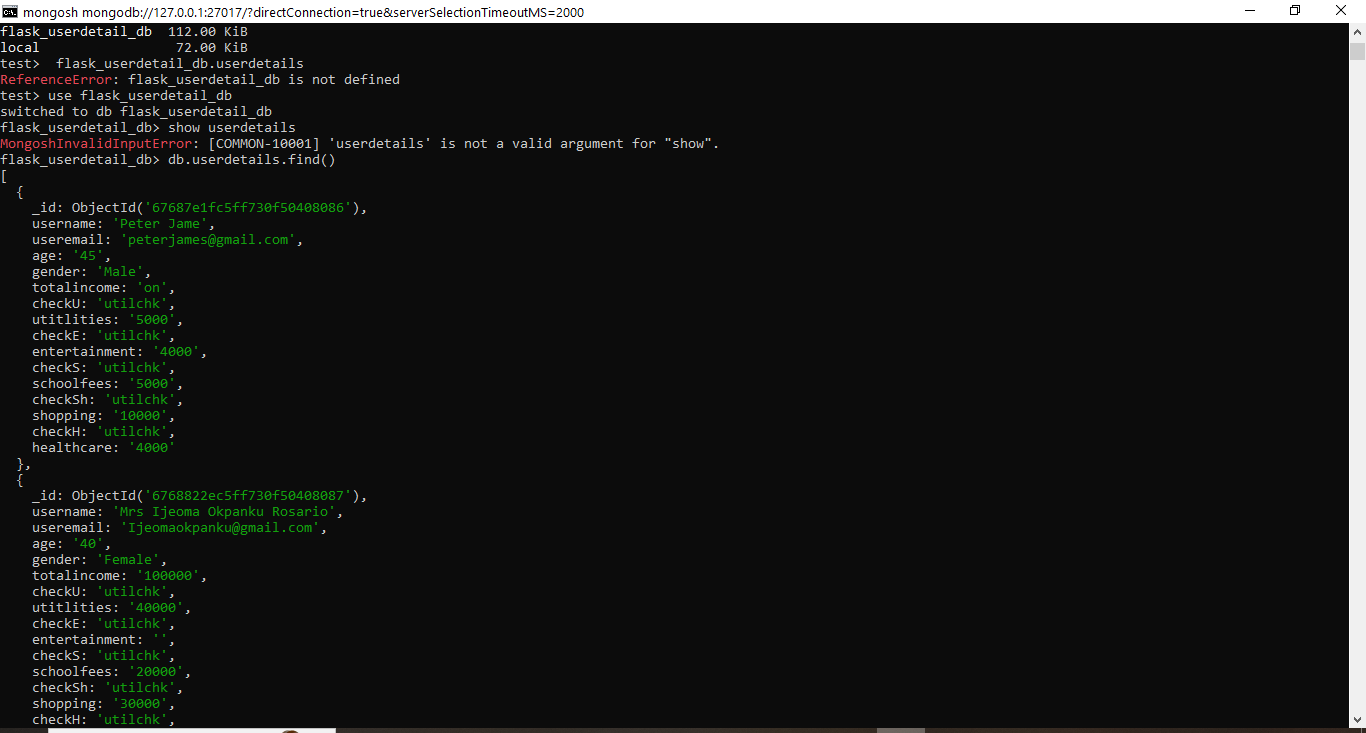 mongosh mongodb://127.0.0.1:27017/?directConnection=true&serverSelectionTimeoutMS=2000
flask_userdetail_db  112.00 KiB
local                 72.00 KiB
test>  flask_userdetail_db.userdetails
ReferenceError: flask_userdetail_db is not defined
test> use flask_userdetail_db
switched to db flask_userdetail_db
flask_userdetail_db> show userdetails
MongoshInvalidInputError: [COMMON-10001] 'userdetails' is not a valid argument for "show".
flask_userdetail_db> db.userdetails.find()
[
  {
    _id: ObjectId('67687e1fc5ff730f50408086'),
    username: 'Peter Jame',
    useremail: 'peterjames@gmail.com',
    age: '45',
    gender: 'Male',
    totalincome: 'on',
    checkU: 'utilchk',
    utitlities: '5000',
    checkE: 'utilchk',
    entertainment: '4000',
    checkS: 'utilchk',
    schoolfees: '5000',
    checkSh: 'utilchk',
    shopping: '10000',
    checkH: 'utilchk',
    healthcare: '4000'
  },
  {
    _id: ObjectId('6768822ec5ff730f50408087'),
    username: 'Mrs Ijeoma Okpanku Rosario',
    useremail: 'Ijeomaokpanku@gmail.com',
    age: '40',
    gender: 'Female',
    totalincome: '100000',
    checkU: 'utilchk',
    utitlities: '40000',
    checkE: 'utilchk',
    entertainment: '',
    checkS: 'utilchk',
    schoolfees: '20000',
    checkSh: 'utilchk',
    shopping: '30000',
    checkH: 'utilchk',